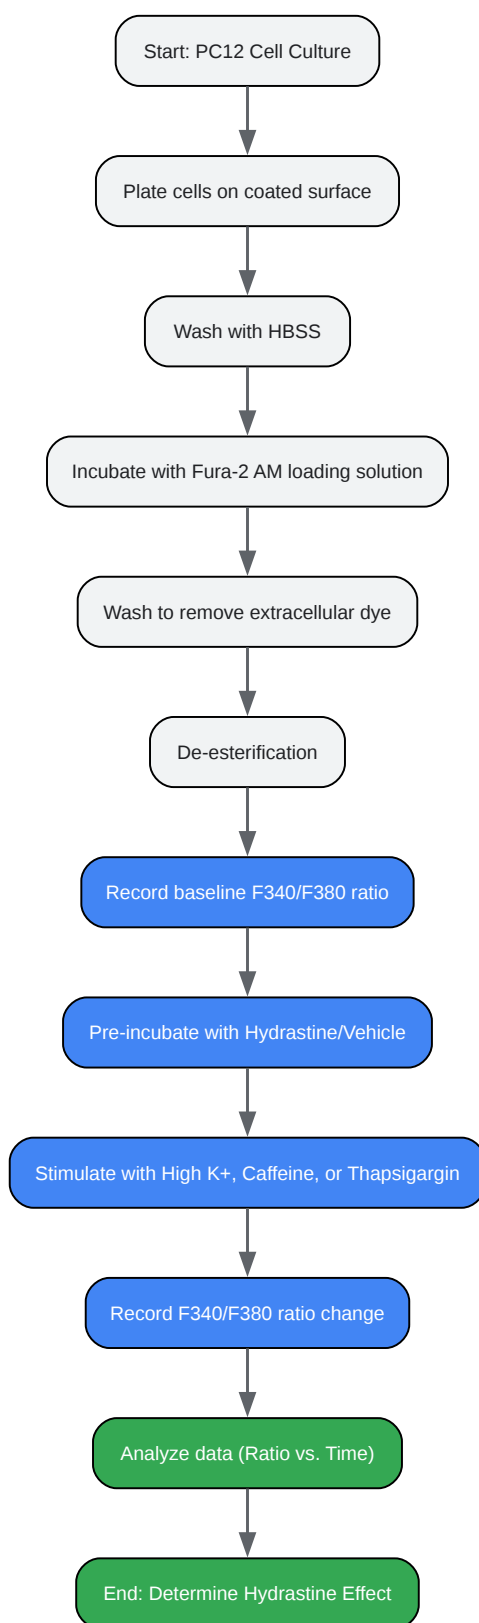 Start: PC12 Cell Culture
Plate cells on coated surface
Wash with HBSS
Incubate with Fura-2 AM loading solution
Wash to remove extracellular dye
De-esterification
Record baseline F340/F380 ratio
Pre-incubate with Hydrastine/Vehicle
Stimulate with High K+, Caffeine, or Thapsigargin
Record F340/F380 ratio change
Analyze data (Ratio vs. Time)
End: Determine Hydrastine Effect